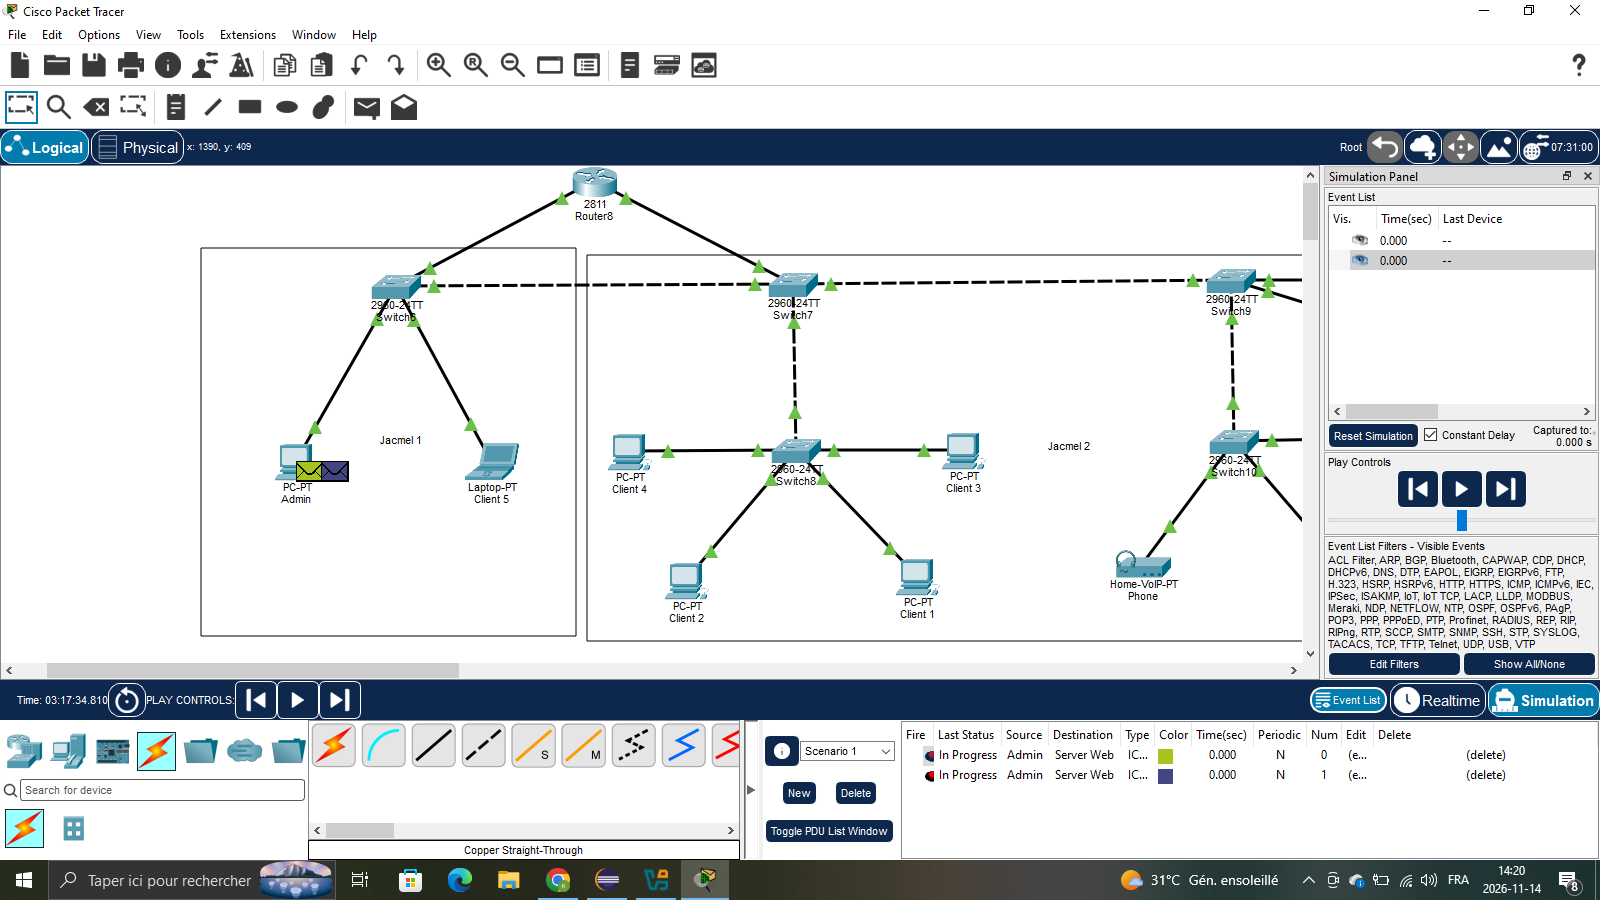 Cisco Packet Tracer
File Edit Options View Tools Extensions Window Help
Logical Physical x: 1390, y: 409 Root 07:31:00
2811
Router8
2960-24TT
Switch6
2960-24TT
Switch7
2960-24TT
Switch9
Jacmel 1
Jacmel 2
PC-PT
Admin
Laptop-PT
Client 5
PC-PT
Client 4
2960-24TT
Switch8
PC-PT
Client 3
2960-24TT
Switch10
PC-PT
Client 2
PC-PT
Client 1
Home-VoIP-PT
Phone
Simulation Panel
Event List
Vis. Time(sec) Last Device
0.000 --
0.000 --
Reset Simulation Constant Delay Captured to:
0.000 s
Play Controls
Event List Filters - Visible Events
ACL Filter, ARP, BGP, Bluetooth, CAPWAP, CDP, DHCP,
DHCPv6, DNS, DTP, EAPOL, EIGRP, EIGRPv6, FTP,
H.323, HSRP, HSRPv6, HTTP, HTTPS, ICMP, ICMPv6, IEC,
IPSec, ISAKMP, IoT, IoT TCP, LACP, LLDP, MODBUS,
Meraki, NDP, NETFLOW, NTP, OSPF, OSPFv6, PAgP,
POP3, PPP, PPPoED, PTP, Profinet, RADIUS, REP, RIP,
RIPng, RTP, SCCP, SMTP, SNMP, SSH, STP, SYSLOG,
TACACS, TCP, TFTP, Telnet, UDP, USB, VTP
Edit Filters Show All/None
Time: 03:17:34.810 PLAY CONTROLS: Event List Realtime Simulation
Search for device
S M
Copper Straight-Through
Scenario 1
New Delete
Toggle PDU List Window
Fire Last Status Source Destination Type Color Time(sec) Periodic Num Edit Delete
In Progress Admin Server Web IC... 0.000 N 0 (e... (delete)
In Progress Admin Server Web IC... 0.000 N 1 (e... (delete)
Taper ici pour rechercher 31°C Gén. ensoleillé FRA 14:20
2026-11-14 8